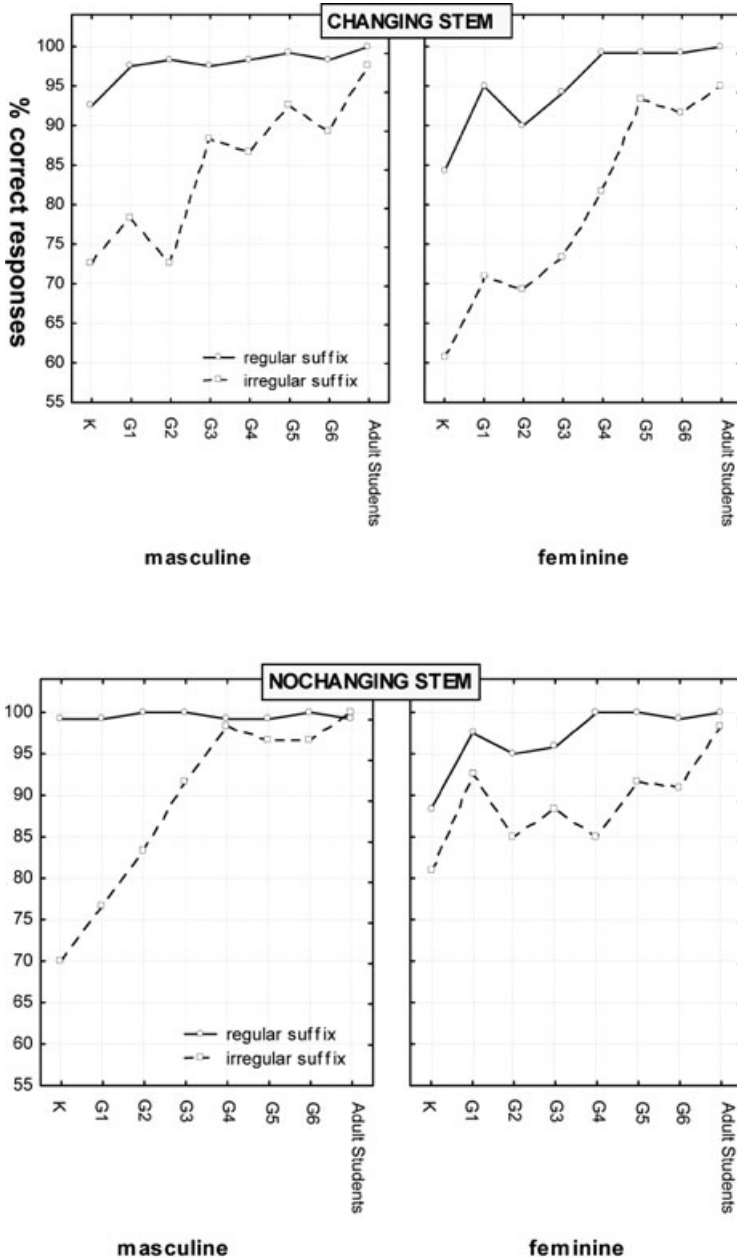 CHANGING STEM
% correct responses
100
95
90
85
80
75
70
65
60
55
regular suffix
irregular suffix
K
G1
G2
G3
G4
G5
G6
Adult Students
K
G1
G2
G3
G4
G5
G6
Adult Students
masculine
feminine
NOCHANGING STEM
100
95
90
85
80
75
70
65
60
55
regular suffix
irregular suffix
K
G1
G2
G3
G4
G5
G6
Adult Students
K
G1
G2
G3
G4
G5
G6
Adult Students
masculine
feminine